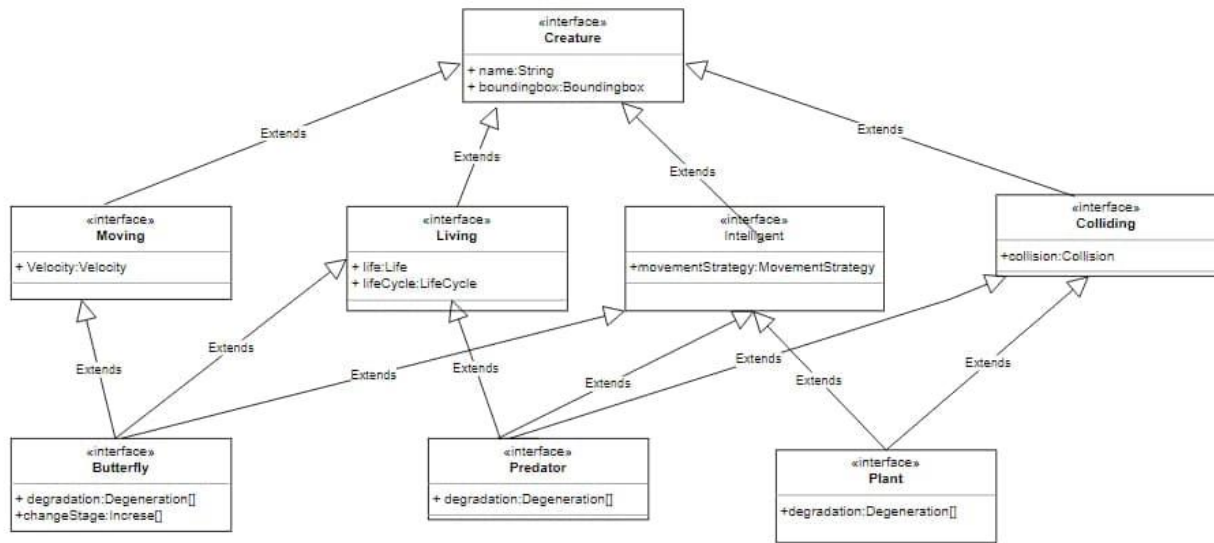 «interface»
Creature
+ name:String
+ boundingbox:Boundingbox
Extends
Extends
Extends
Extends
«interface»
Moving
+ Velocity:Velocity
«interface»
Living
+ life:Life
+ lifeCycle:LifeCycle
«interface»
Intelligent
+movementStrategy:MovementStrategy
«interface»
Colliding
+collision:Collision
Extends
Extends
Extends
Extends
Extends
Extends
Extends
Extends
«interface»
Butterfly
+ degradation:Degeneration[]
+changeStage:Increse[]
«interface»
Predator
+ degradation:Degeneration[]
«interface»
Plant
+degradation:Degeneration[]